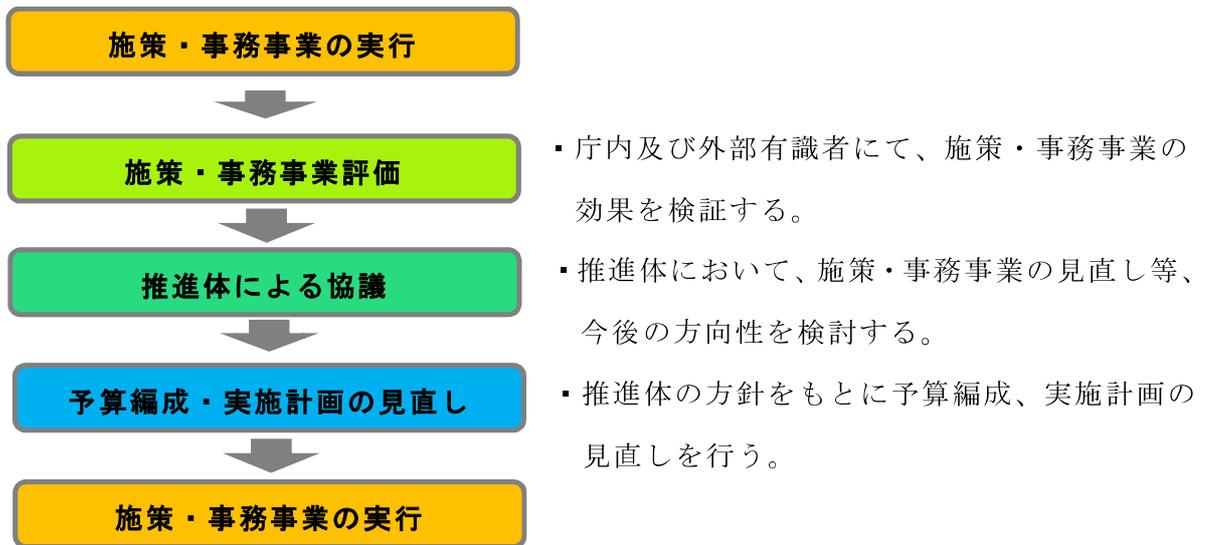 施策・事務事業の実行
施策・事務事業評価
・庁内及び外部有識者にて、施策・事務事業の
効果を検証する。
推進体による協議
・推進体において、施策・事務事業の見直し等、
今後の方向性を検討する。
予算編成・実施計画の見直し
・推進体の方針をもとに予算編成、実施計画の
見直しを行う。
施策・事務事業の実行